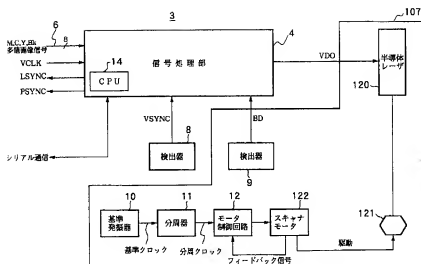 3
107
6
M,C,Y,Bk
多値画像信号
8
VCLK
LSYNC
PSYNC
14
CPU
信号処理部
4
VDO
半導体
レーザ
120
シリアル通信
VSYNC
8
検出器
BD
検出器
9
10
基準
発振器
基準クロック
11
分周器
分周クロック
12
モータ
制御回路
122
スキャナ
モータ
フィードバック信号
駆動
121